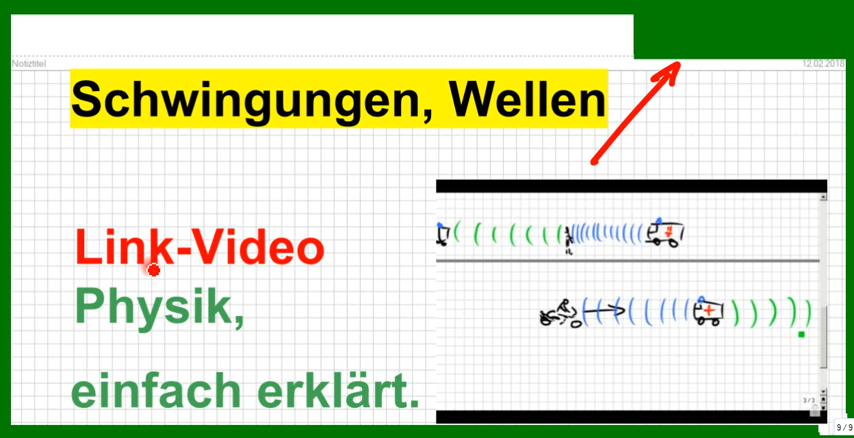 Notiztitel
12.02.2018
Schwingungen, Wellen
Link-Video
Physik,
einfach erklärt.
3/3
9/9